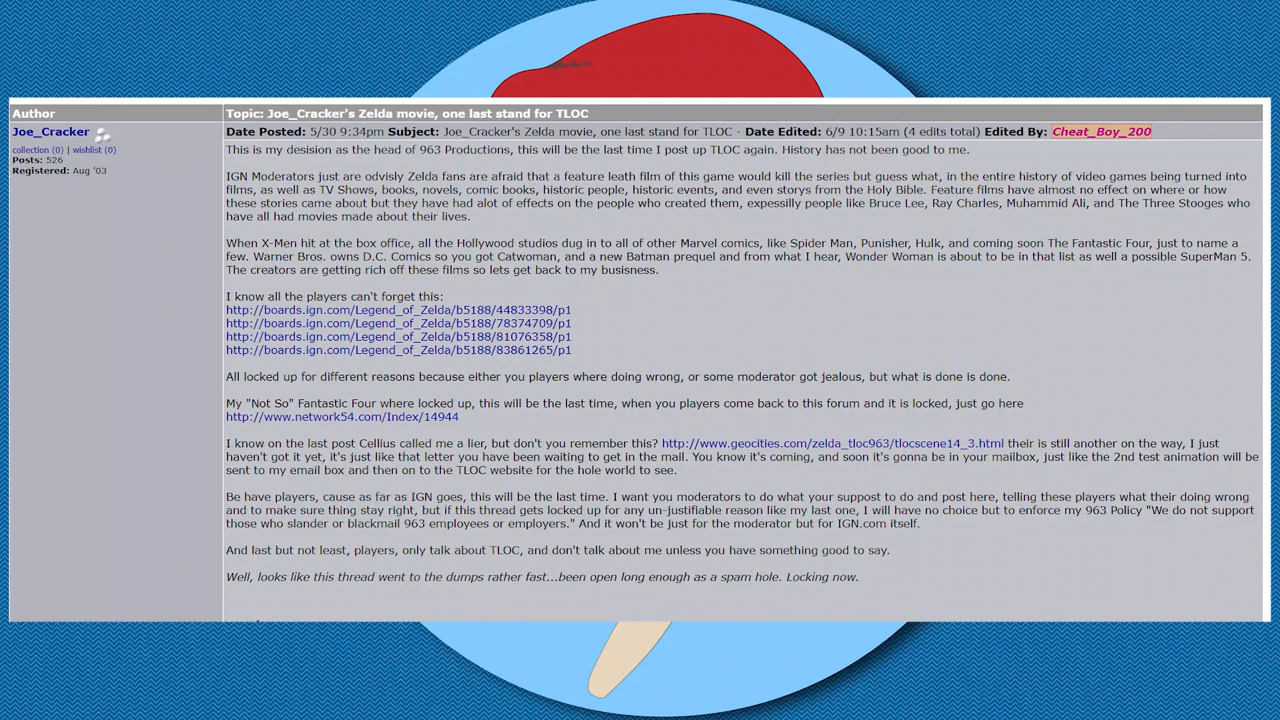 Author
Topic: Joe_Cracker's Zelda movie, one last stand for TLOC
Joe_Cracker
Date Posted: 5/30 9:34pm Subject: Joe_Cracker's Zelda movie, one last stand for TLOC - Date Edited: 6/9 10:15am (4 edits total) Edited By: Cheat_Boy_200
collection (0) | wishlist (0)
Posts: 526
Registered: Aug '03
This is my desision as the head of 963 Productions, this will be the last time I post up TLOC again. History has not been good to me.
IGN Moderators just are odvisly Zelda fans are afraid that a feature leath film of this game would kill the series but guess what, in the entire history of video games being turned into
films, as well as TV Shows, books, novels, comic books, historic people, historic events, and even storys from the Holy Bible. Feature films have almost no effect on where or how
these stories came about but they have had alot of effects on the people who created them, expessilly people like Bruce Lee, Ray Charles, Muhammid Ali, and The Three Stooges who
have all had movies made about their lives.
When X-Men hit at the box office, all the Hollywood studios dug in to all of other Marvel comics, like Spider Man, Punisher, Hulk, and coming soon The Fantastic Four, just to name a
few. Warner Bros. owns D.C. Comics so you got Catwoman, and a new Batman prequel and from what I hear, Wonder Woman is about to be in that list as well a possible SuperMan 5.
The creators are getting rich off these films so lets get back to my busisness.
I know all the players can't forget this:
http://boards.ign.com/Legend_of_Zelda/b5188/44833398/p1
http://boards.ign.com/Legend_of_Zelda/b5188/78374709/p1
http://boards.ign.com/Legend_of_Zelda/b5188/81076358/p1
http://boards.ign.com/Legend_of_Zelda/b5188/83861265/p1
All locked up for different reasons because either you players where doing wrong, or some moderator got jealous, but what is done is done.
My "Not So" Fantastic Four where locked up, this will be the last time, when you players come back to this forum and it is locked, just go here
http://www.network54.com/Index/14944
I know on the last post Cellius called me a lier, but don't you remember this? http://www.geocities.com/zelda_tloc963/tlocscene14_3.html their is still another on the way, I just
haven't got it yet, it's just like that letter you have been waiting to get in the mail. You know it's coming, and soon it's gonna be in your mailbox, just like the 2nd test animation will be
sent to my email box and then on to the TLOC website for the hole world to see.
Be have players, cause as far as IGN goes, this will be the last time. I want you moderators to do what your suppost to do and post here, telling these players what their doing wrong
and to make sure thing stay right, but if this thread gets locked up for any un-justifiable reason like my last one, I will have no choice but to enforce my 963 Policy "We do not support
those who slander or blackmail 963 employees or employers." And it won't be just for the moderator but for IGN.com itself.
And last but not least, players, only talk about TLOC, and don't talk about me unless you have something good to say.
Well, looks like this thread went to the dumps rather fast...been open long enough as a spam hole. Locking now.